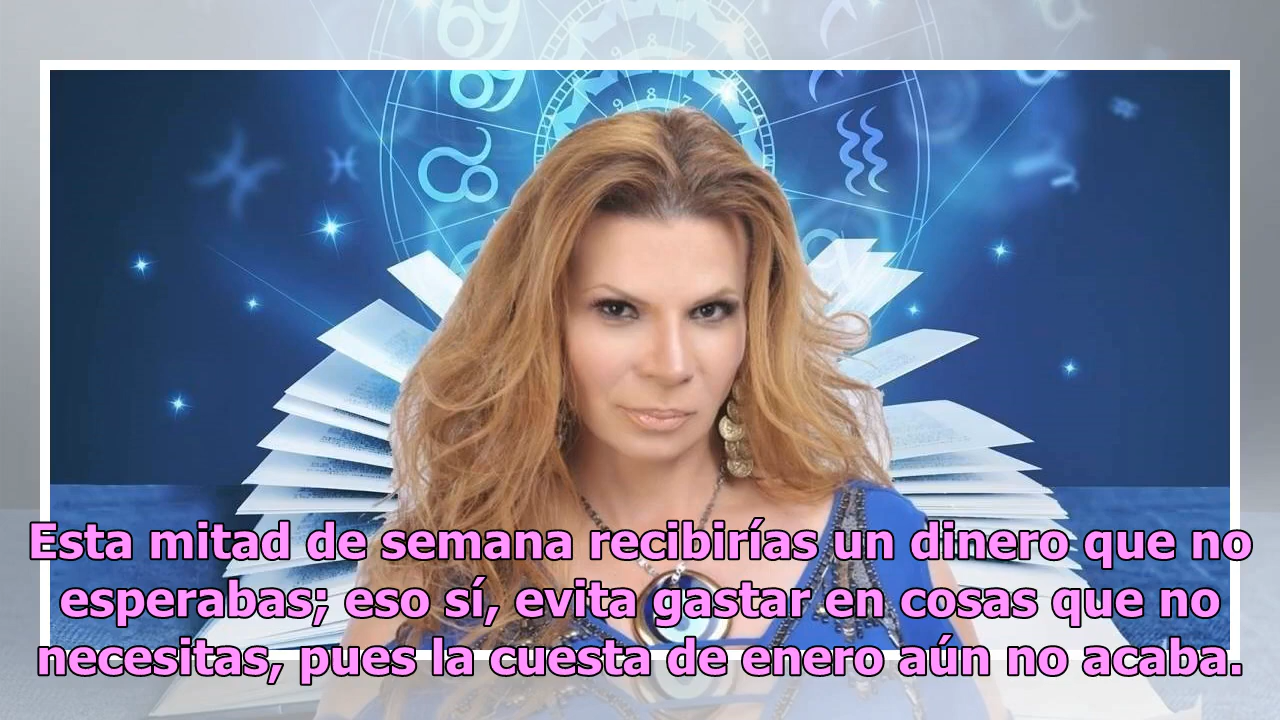 Esta mitad de semana recibirías un dinero que no
esperabas; eso sí, evita gastar en cosas que no
necesitas, pues la cuesta de enero aún no acaba.